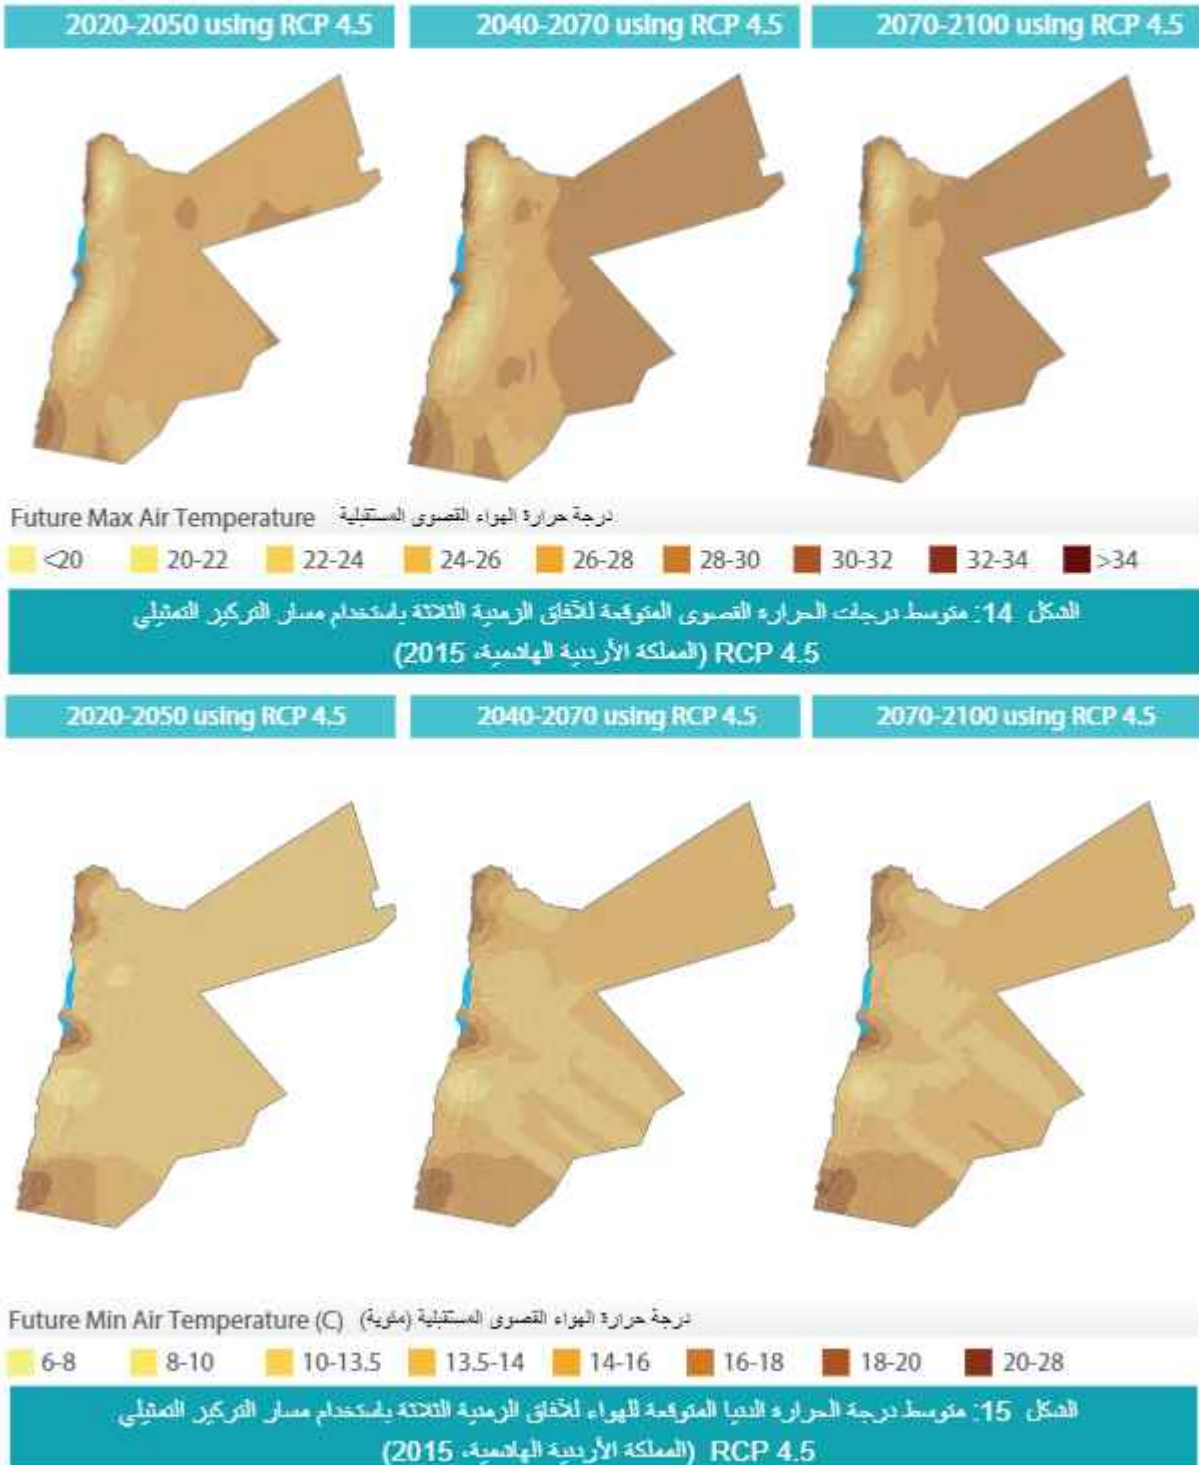 2020-2050 using RCP 4.5
2040-2070 using RCP 4.5
2070-2100 using RCP 4.5
Future Max Air Temperature درجة حرارة الهواء القصوى المستقبلية
<20 20-22 22-24 24-26 26-28 28-30 30-32 32-34 >34
الشكل 14: متوسط درجات الحرارة القصوى المتوقعة للآفاق الزمنية الثلاثة باستخدام مسار التركيز التمثيلي
RCP 4.5 (المملكة الأردنية الهاشمية، 2015)
2020-2050 using RCP 4.5
2040-2070 using RCP 4.5
2070-2100 using RCP 4.5
Future Min Air Temperature (C) درجة حرارة الهواء القصوى المستقبلية (مئوية)
6-8 8-10 10-13.5 13.5-14 14-16 16-18 18-20 20-28
الشكل 15: متوسط درجة الحرارة الدنيا المتوقعة للهواء للآفاق الزمنية الثلاثة باستخدام مسار التركيز التمثيلي
RCP 4.5 (المملكة الأردنية الهاشمية، 2015)